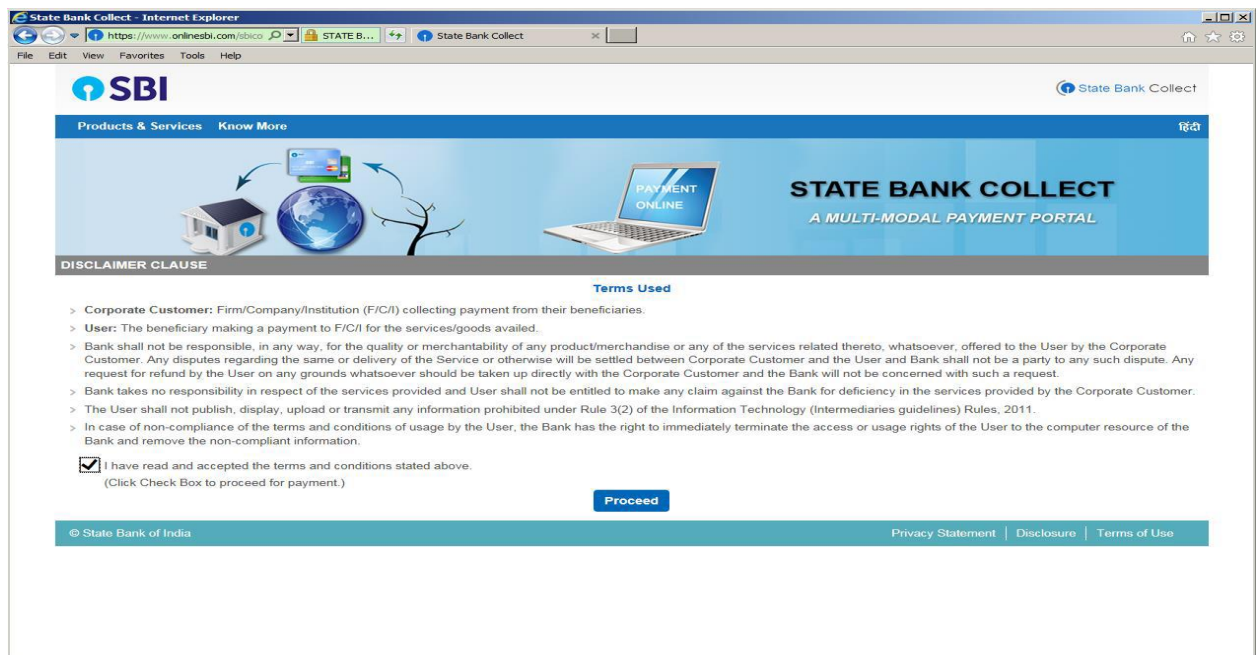 State Bank Collect - Internet Explorer
https://www.onlinesbi.com/sbico STATE B... State Bank Collect
File Edit View Favorites Tools Help
SBI
State Bank Collect
Products & Services Know More हिंदी
PAYMENT
ONLINE
STATE BANK COLLECT
A MULTI-MODAL PAYMENT PORTAL
DISCLAIMER CLAUSE
Terms Used
> Corporate Customer: Firm/Company/Institution (F/C/I) collecting payment from their beneficiaries.
> User: The beneficiary making a payment to F/C/I for the services/goods availed.
> Bank shall not be responsible, in any way, for the quality or merchantability of any product/merchandise or any of the services related thereto, whatsoever, offered to the User by the Corporate
Customer. Any disputes regarding the same or delivery of the Service or otherwise will be settled between Corporate Customer and the User and Bank shall not be a party to any such dispute. Any
request for refund by the User on any grounds whatsoever should be taken up directly with the Corporate Customer and the Bank will not be concerned with such a request.
> Bank takes no responsibility in respect of the services provided and User shall not be entitled to make any claim against the Bank for deficiency in the services provided by the Corporate Customer.
> The User shall not publish, display, upload or transmit any information prohibited under Rule 3(2) of the Information Technology (Intermediaries guidelines) Rules, 2011.
> In case of non-compliance of the terms and conditions of usage by the User, the Bank has the right to immediately terminate the access or usage rights of the User to the computer resource of the
Bank and remove the non-compliant information.
I have read and accepted the terms and conditions stated above.
(Click Check Box to proceed for payment.)
Proceed
© State Bank of India Privacy Statement | Disclosure | Terms of Use